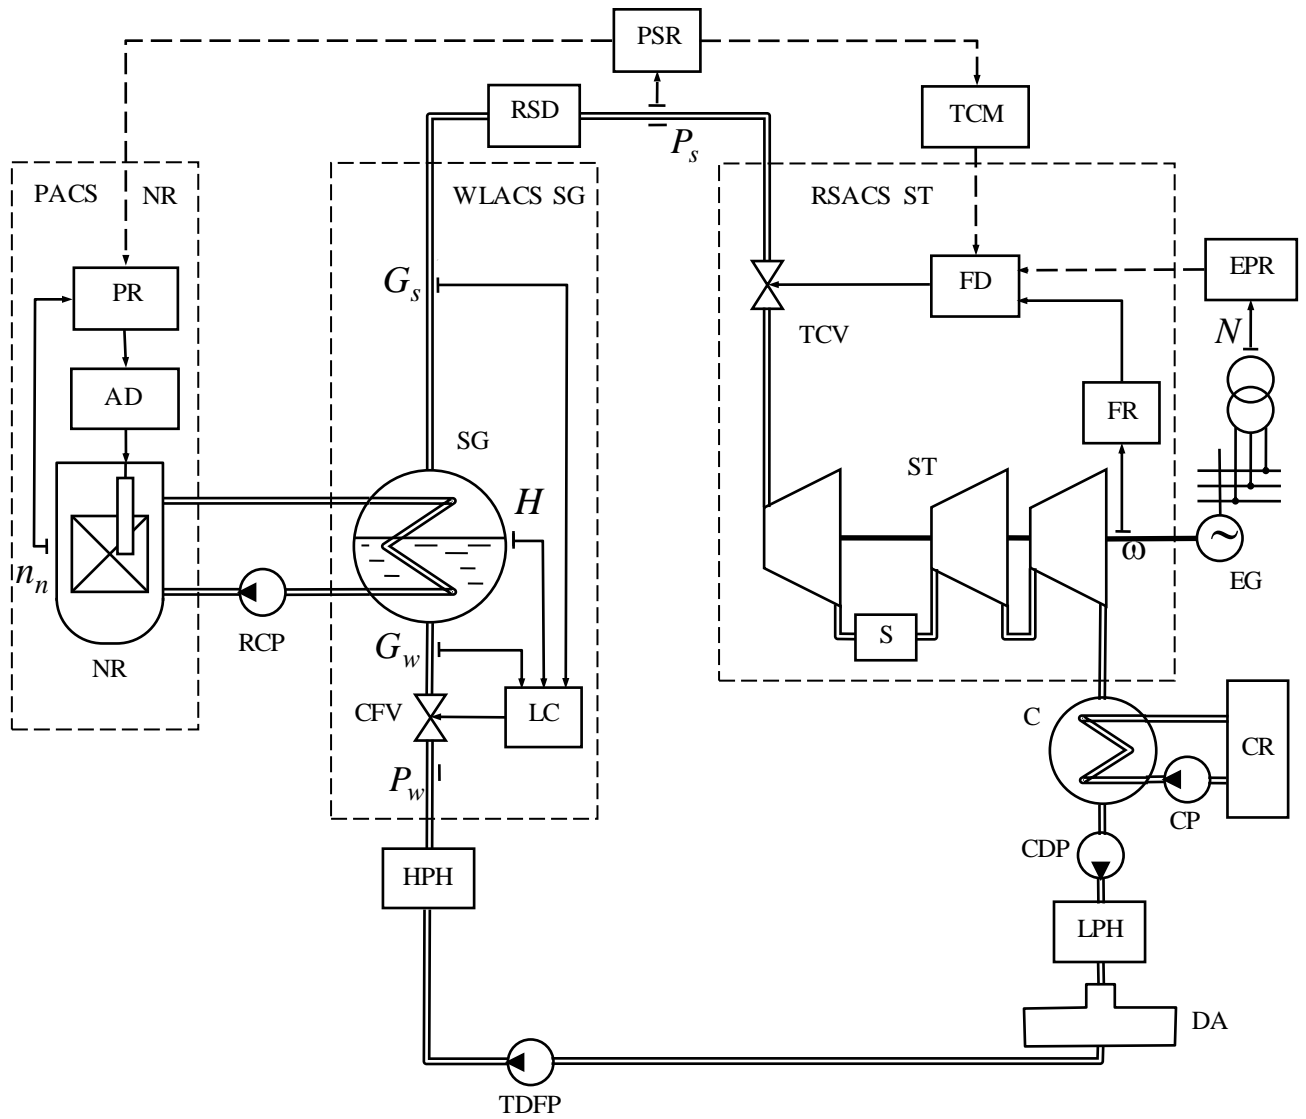 PSR
RSD
TCM
P_s
PACS NR
WLACS SG
RSACS ST
PR
G_s
FD
EPR
TCV
N
AD
FR
SG
ST
H
n_n
ω
EG
RCP
S
NR
G_w
CFV
LC
C
CR
P_w
CP
CDP
HPH
LPH
DA
TDFP